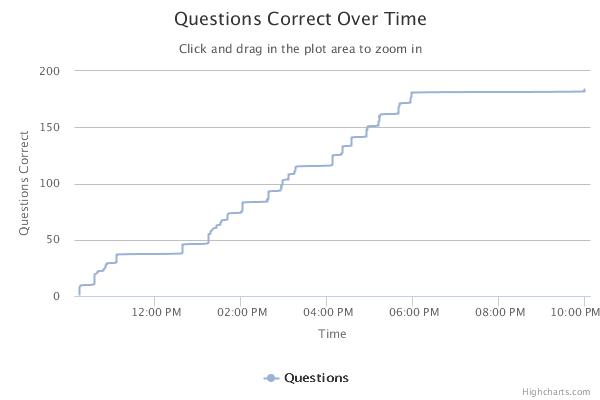 Questions Correct Over Time
Click and drag in the plot area to zoom in
200
150
100
50
0
Questions Correct
12:00 PM 02:00 PM 04:00 PM 06:00 PM 08:00 PM 10:00 PM
Time
Questions
Highcharts.com